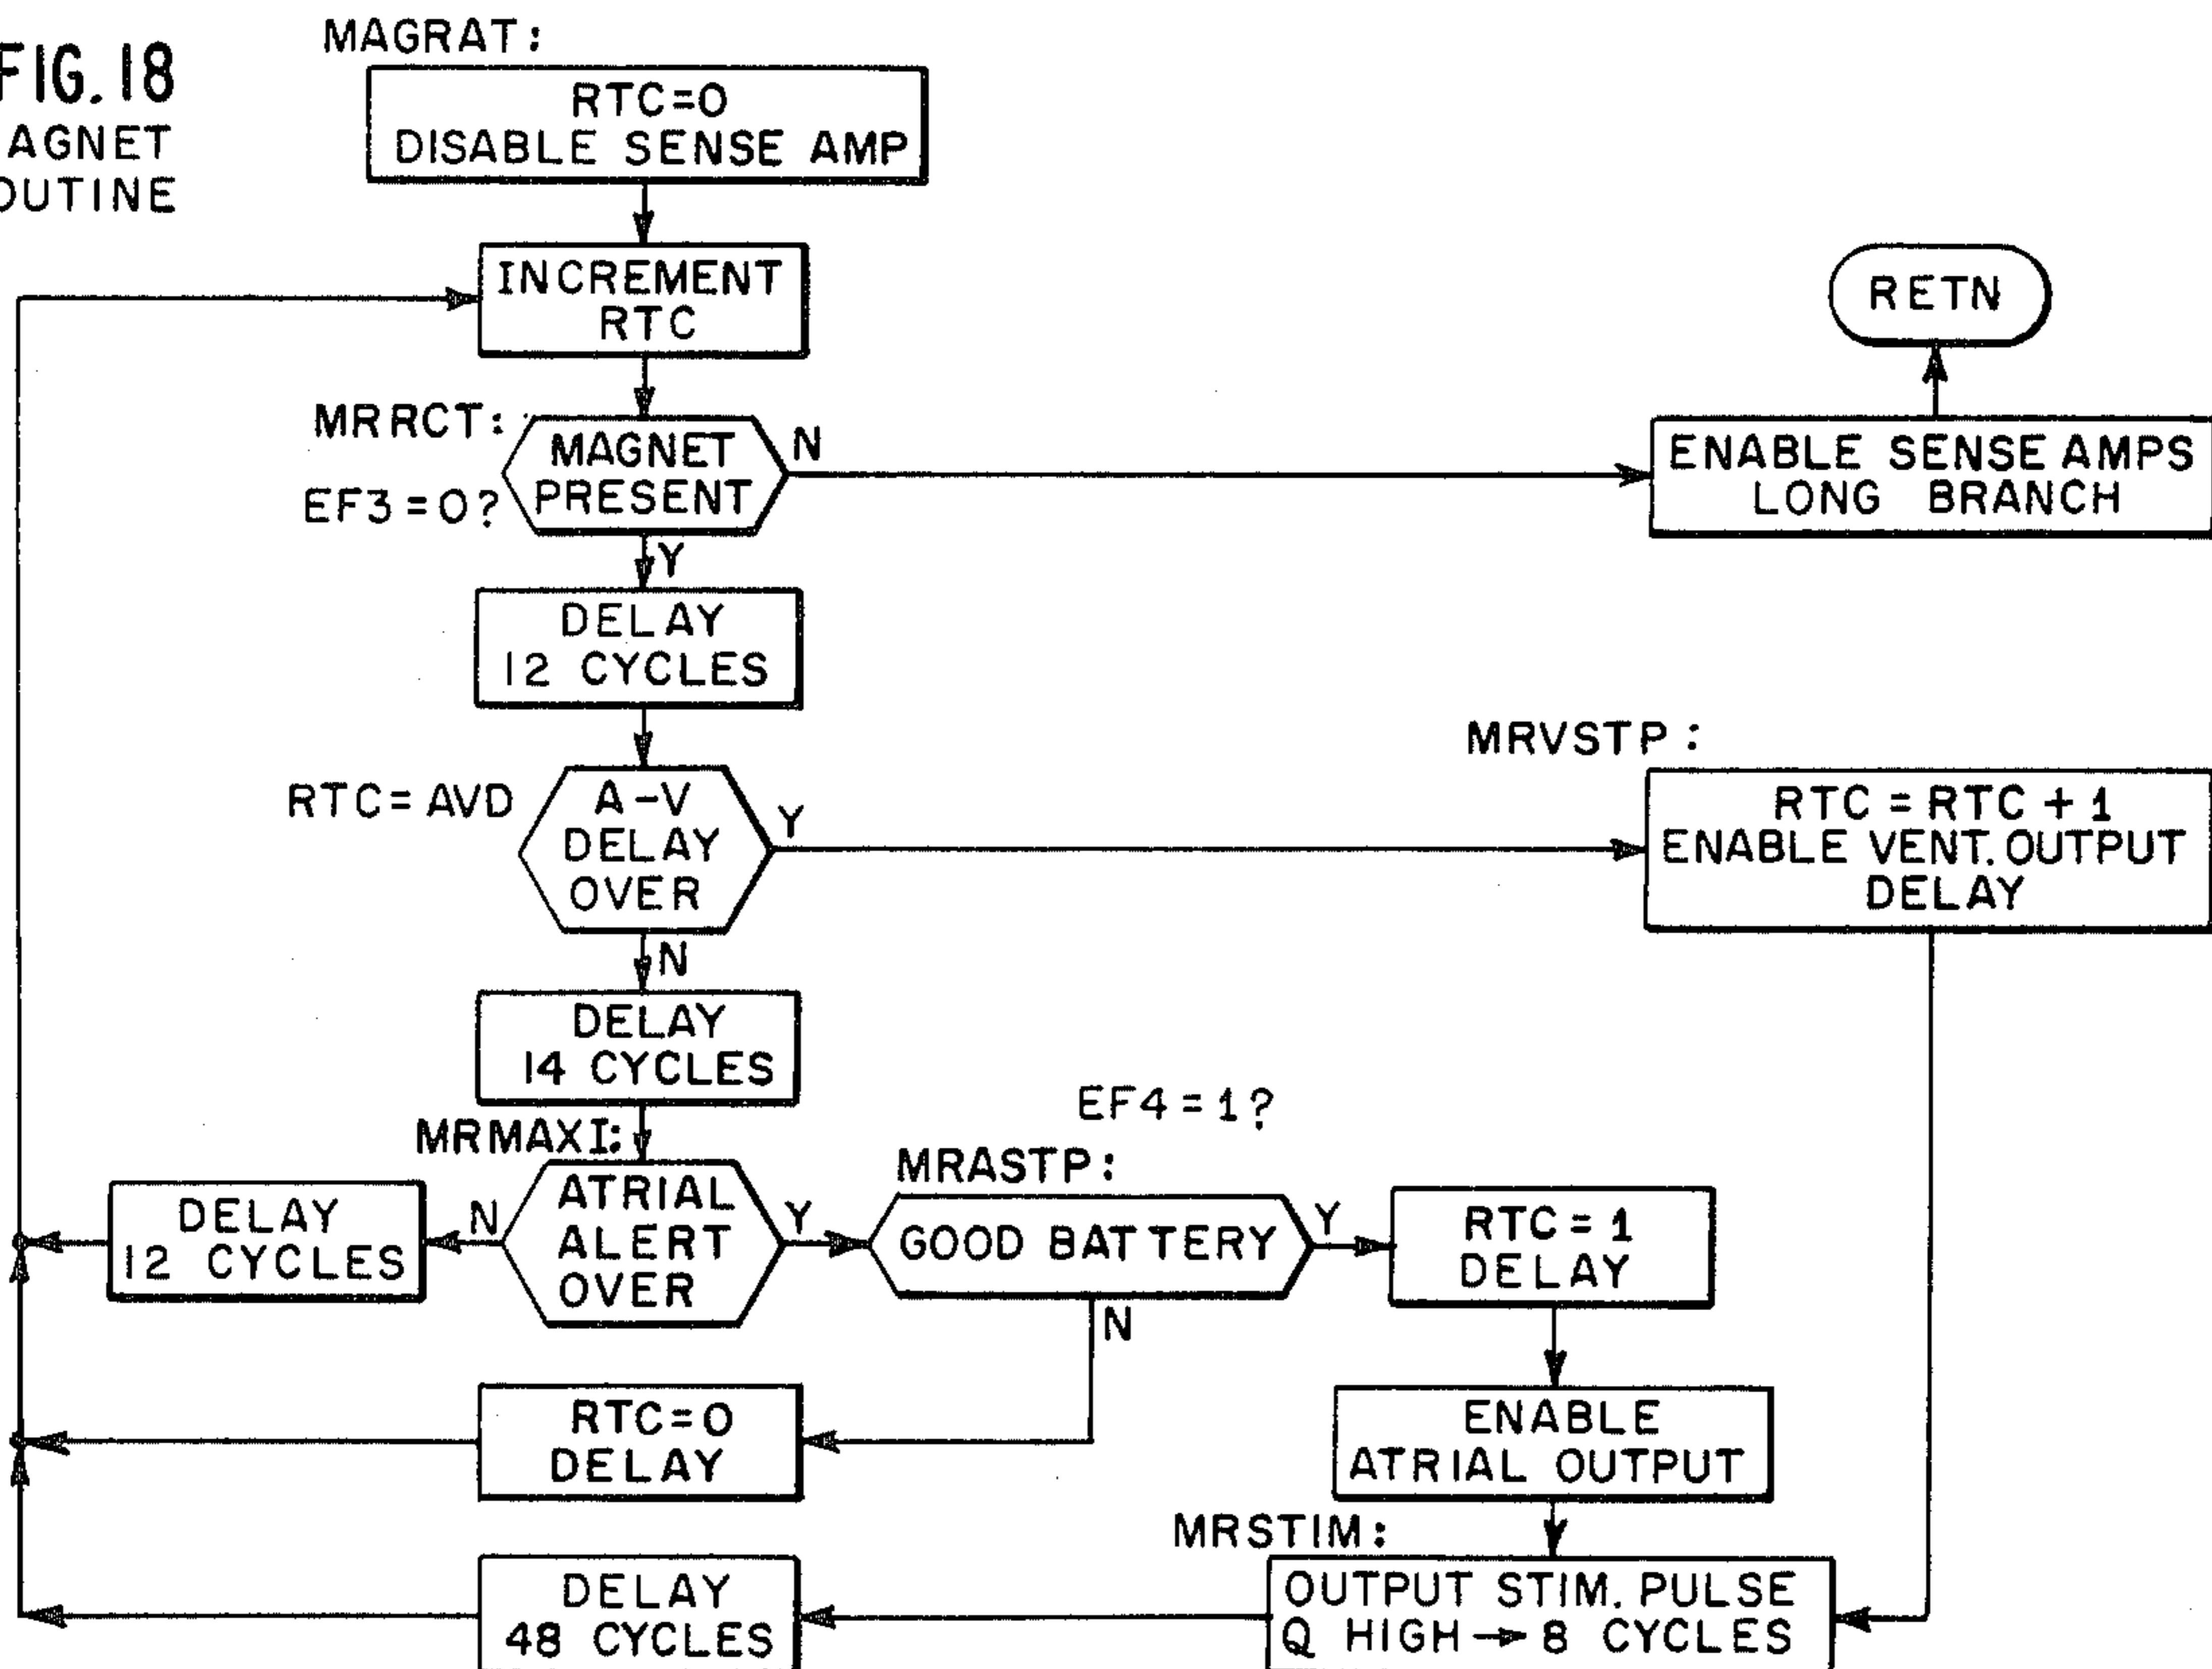 FIG. 18
AGNET
OUTINE
MAGRAT:
RTC=0
DISABLE SENSE AMP
INCREMENT
RTC
RETN
MRRCT:
EF3=0?
MAGNET
PRESENT
N
Y
ENABLE SENSE AMPS
LONG BRANCH
DELAY
12 CYCLES
RTC=AVD
A-V
DELAY
OVER
Y
N
MRVSTP:
RTC=RTC+1
ENABLE VENT. OUTPUT
DELAY
DELAY
14 CYCLES
MRMAXI:
ATRIAL
ALERT
OVER
N
Y
DELAY
12 CYCLES
EF4=1?
MRASTP:
GOOD BATTERY
Y
N
RTC=1
DELAY
RTC=0
DELAY
ENABLE
ATRIAL OUTPUT
MRSTIM:
OUTPUT STIM. PULSE
Q HIGH→8 CYCLES
DELAY
48 CYCLES